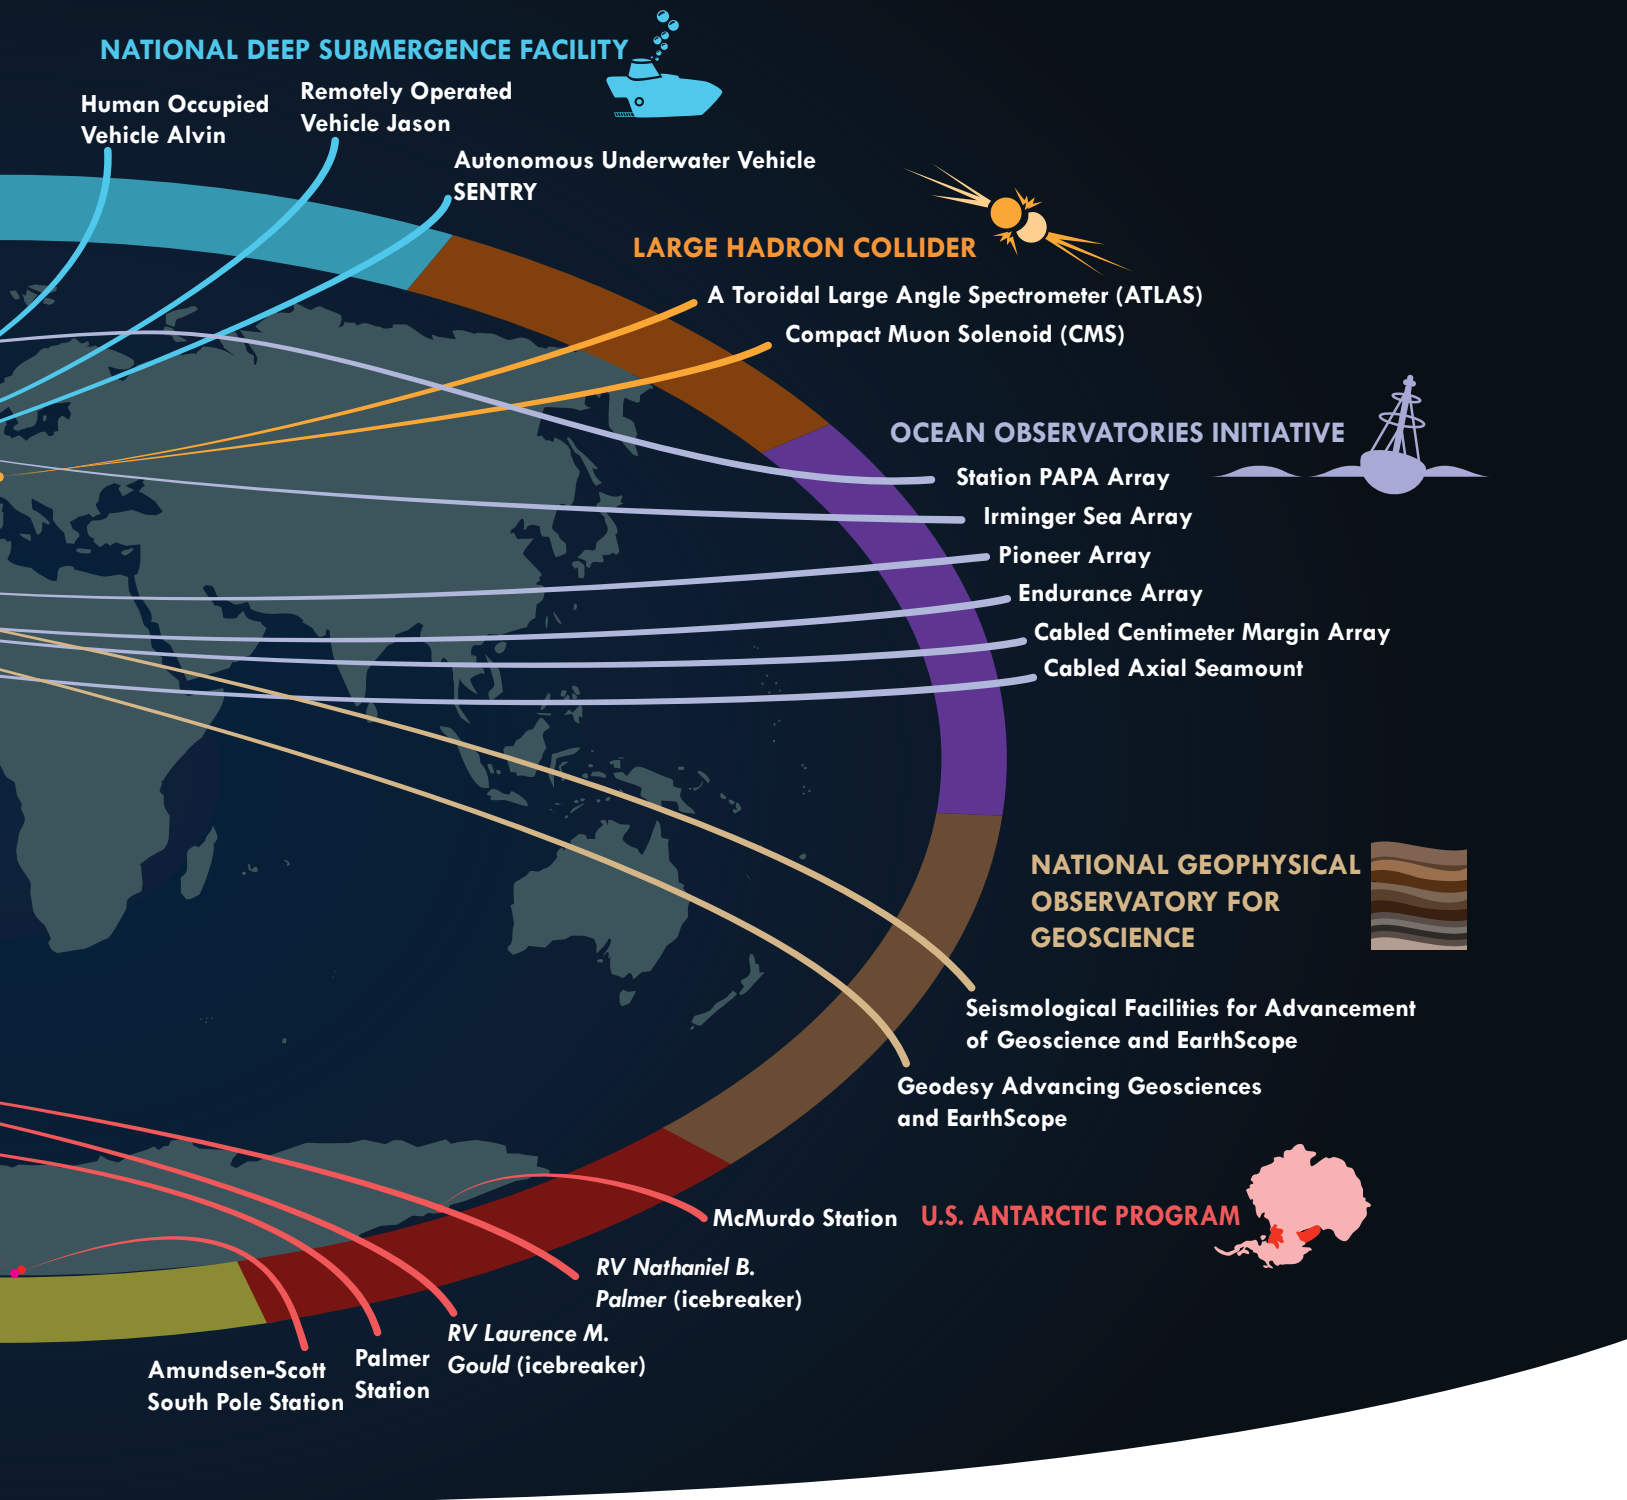 NATIONAL DEEP SUBMERGENCE FACILITY
Human Occupied
Vehicle Alvin
Remotely Operated
Vehicle Jason
Autonomous Underwater Vehicle
SENTRY
LARGE HADRON COLLIDER
A Toroidal Large Angle Spectrometer (ATLAS)
Compact Muon Solenoid (CMS)
OCEAN OBSERVATORIES INITIATIVE
Station PAPA Array
Irminger Sea Array
Pioneer Array
Endurance Array
Cabled Centimeter Margin Array
Cabled Axial Seamount
NATIONAL GEOPHYSICAL
OBSERVATORY FOR
GEOSCIENCE
Seismological Facilities for Advancement
of Geoscience and EarthScope
Geodesy Advancing Geosciences
and EarthScope
U.S. ANTARCTIC PROGRAM
McMurdo Station
RV Nathaniel B.
Palmer (icebreaker)
RV Laurence M.
Gould (icebreaker)
Palmer
Station
Amundsen-Scott
South Pole Station